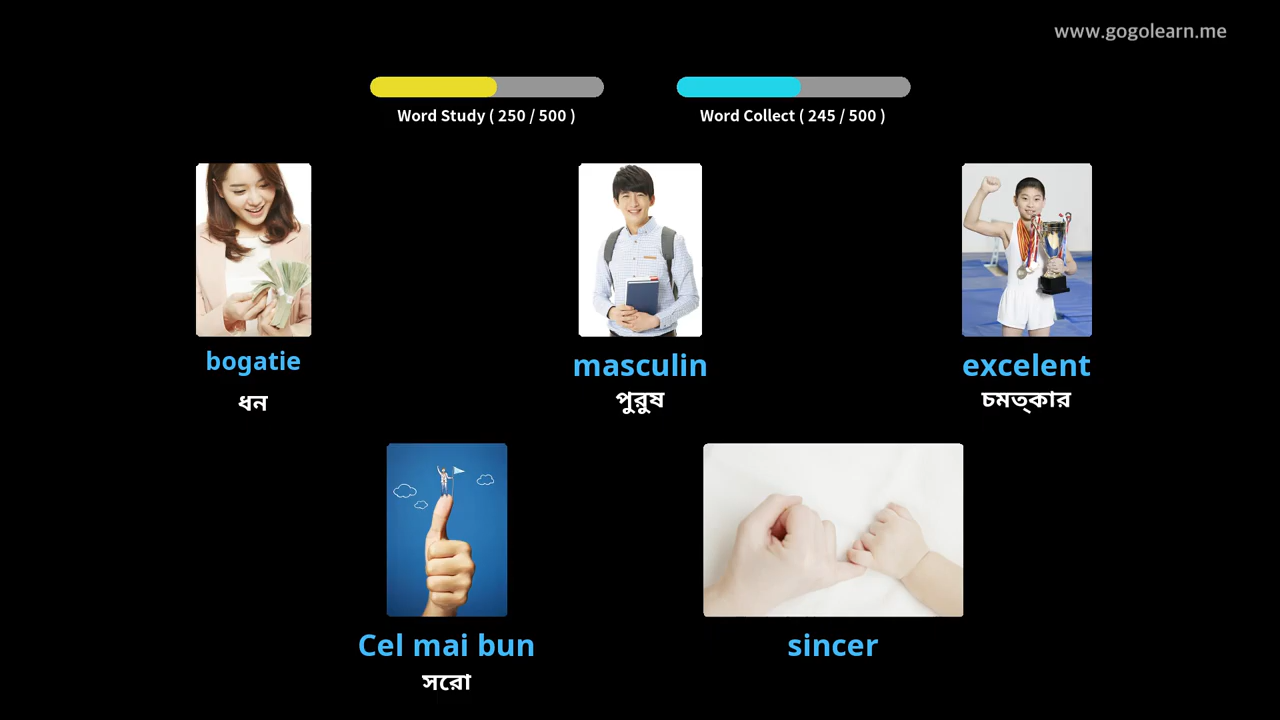 www.gogolearn.me
Word Study ( 250 / 500 )
Word Collect ( 245 / 500 )
bogatie
ধন
masculin
পুরুষ
excelent
চমত্কার
Cel mai bun
সরো
sincer